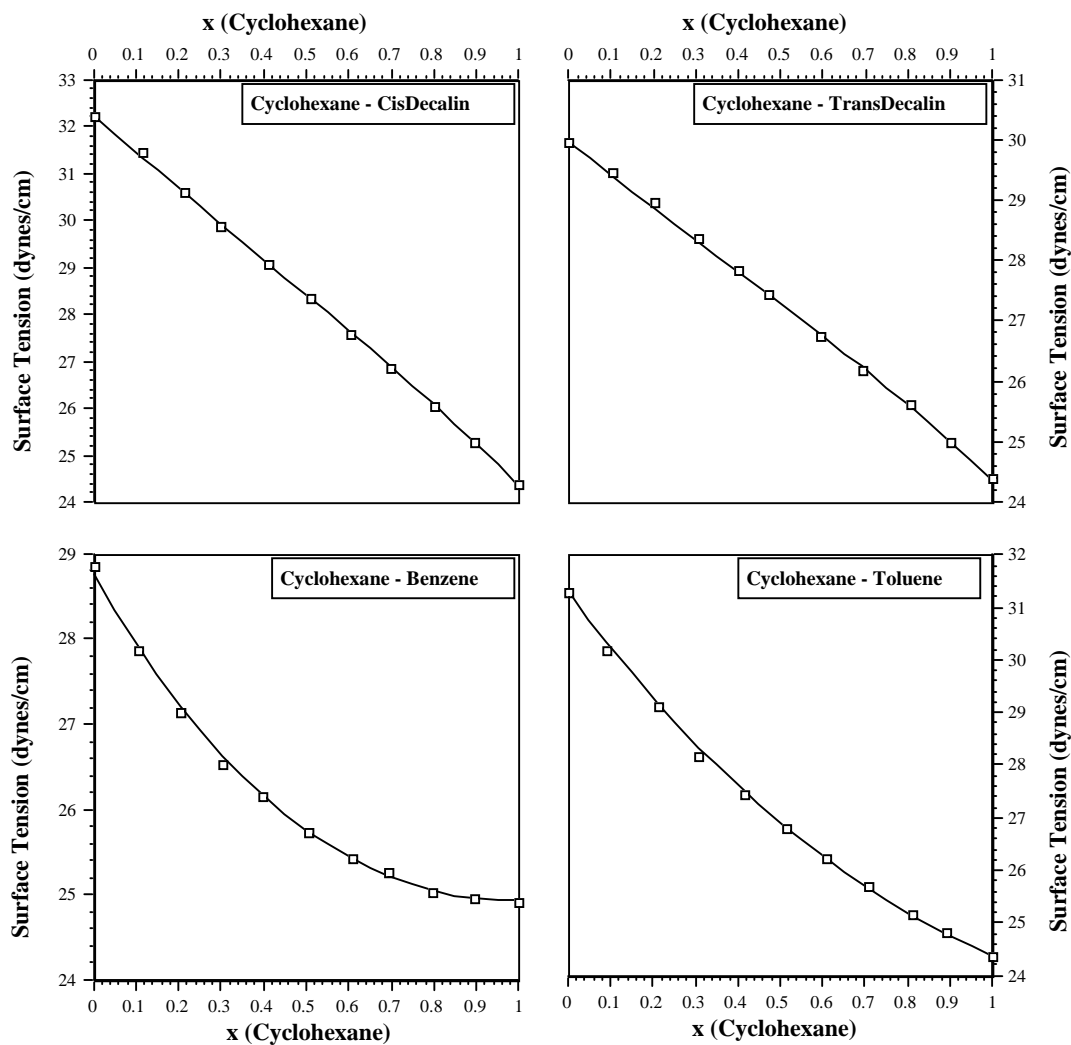 x (Cyclohexane)
x (Cyclohexane)
0 0.1 0.2 0.3 0.4 0.5 0.6 0.7 0.8 0.9 1
0 0.1 0.2 0.3 0.4 0.5 0.6 0.7 0.8 0.9 1
Cyclohexane - CisDecalin
33
32
31
30
29
28
27
26
25
24
Surface Tension (dynes/cm)
Cyclohexane - TransDecalin
31
30
29
28
27
26
25
24
Surface Tension (dynes/cm)
Cyclohexane - Benzene
29
28
27
26
25
24
Surface Tension (dynes/cm)
0 0.1 0.2 0.3 0.4 0.5 0.6 0.7 0.8 0.9 1
x (Cyclohexane)
Cyclohexane - Toluene
32
31
30
29
28
27
26
25
24
Surface Tension (dynes/cm)
0 0.1 0.2 0.3 0.4 0.5 0.6 0.7 0.8 0.9 1
x (Cyclohexane)